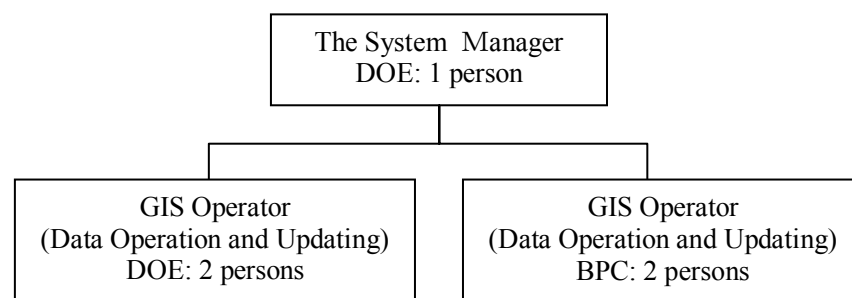 The System Manager
DOE: 1 person
GIS Operator
(Data Operation and Updating)
DOE: 2 persons
GIS Operator
(Data Operation and Updating)
BPC: 2 persons